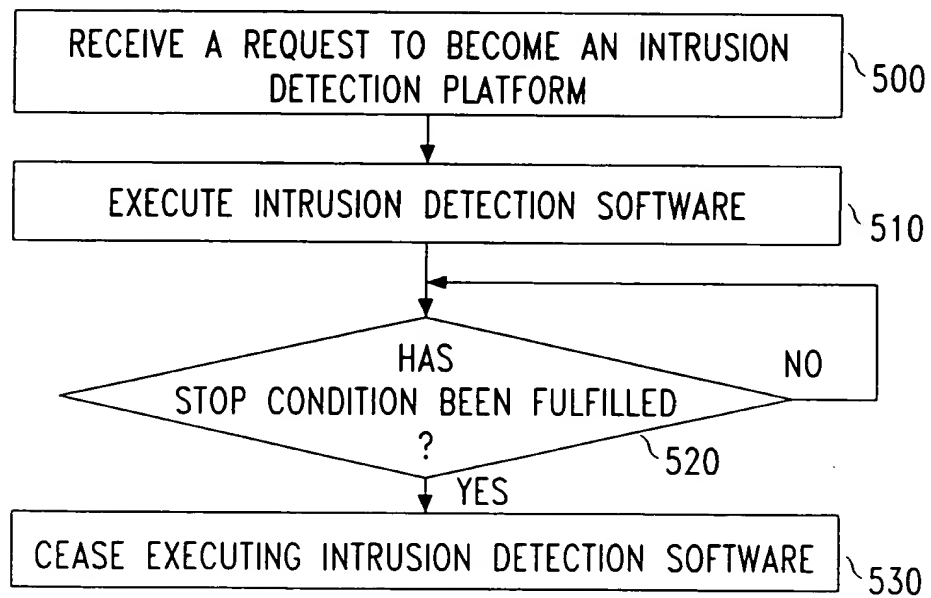 RECEIVE A REQUEST TO BECOME AN INTRUSION
DETECTION PLATFORM
500
EXECUTE INTRUSION DETECTION SOFTWARE
510
HAS
STOP CONDITION BEEN FULFILLED
?
NO
520
YES
CEASE EXECUTING INTRUSION DETECTION SOFTWARE
530